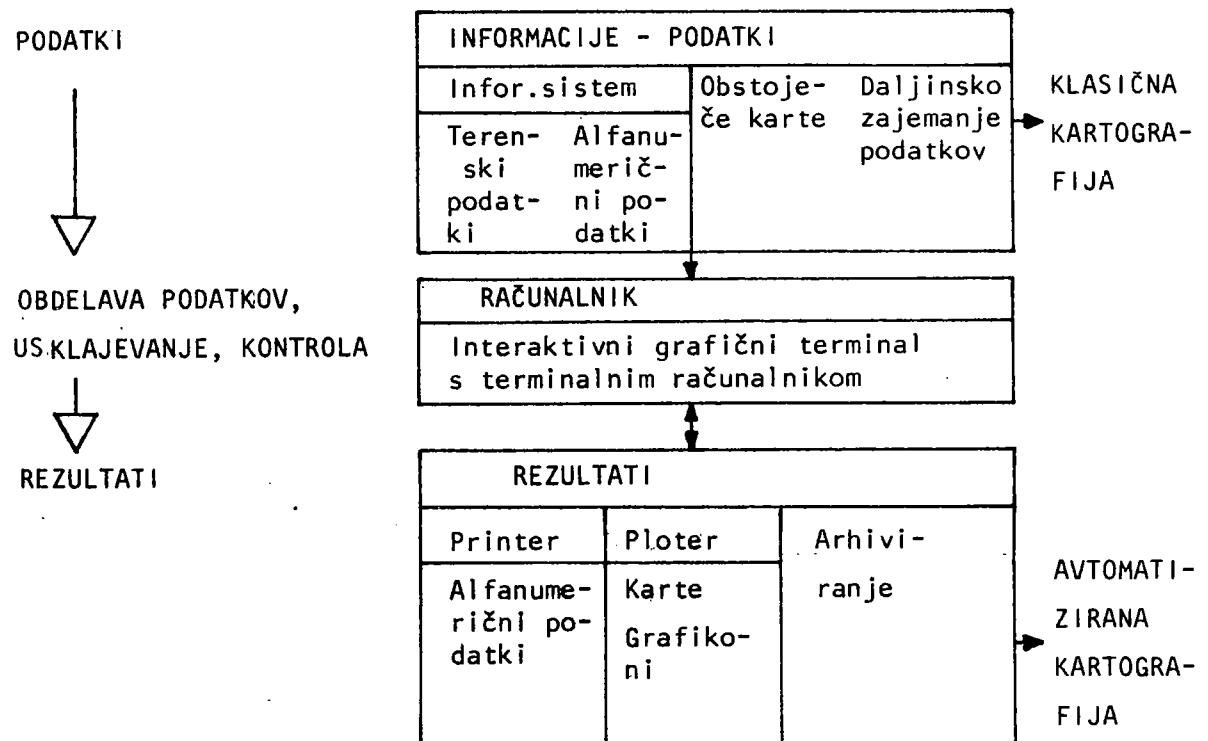 PODATKI
OBDELAVA PODATKOV,
USKLAJEVANJE, KONTROLA
REZULTATI
INFORMACIJE - PODATKI
Infor.sistem
Teren-
ski
podat-
ki
Alfanu-
merič-
ni po-
datki
Obstoje-
če karte
Daljinsko
zajemanje
podatkov
KLASIČNA
KARTOGRA-
FIJA
RAČUNALNIK
Interaktivni grafični terminal
s terminalnim računalnikom
REZULTATI
Printer
Alfanume-
rični po-
datki
Ploter
Karte
Grafiko-
ni
Arhivi-
ranje
AVTOMATI-
ZIRANA
KARTOGRA-
FIJA